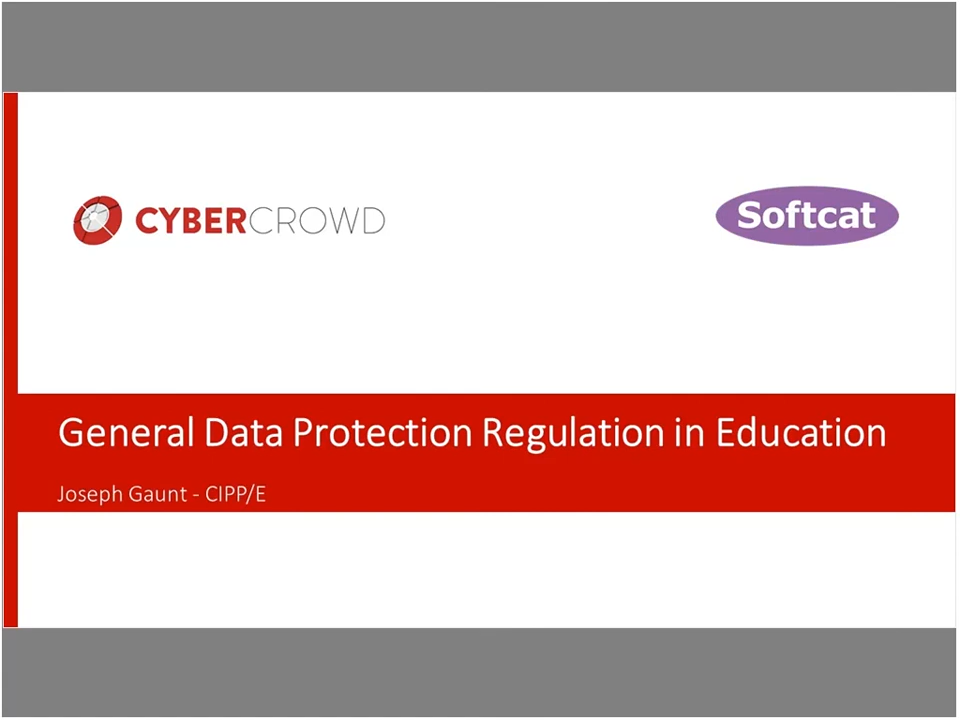 CYBERCROWD
Softcat
General Data Protection Regulation in Education
Joseph Gaunt - CIPP/E